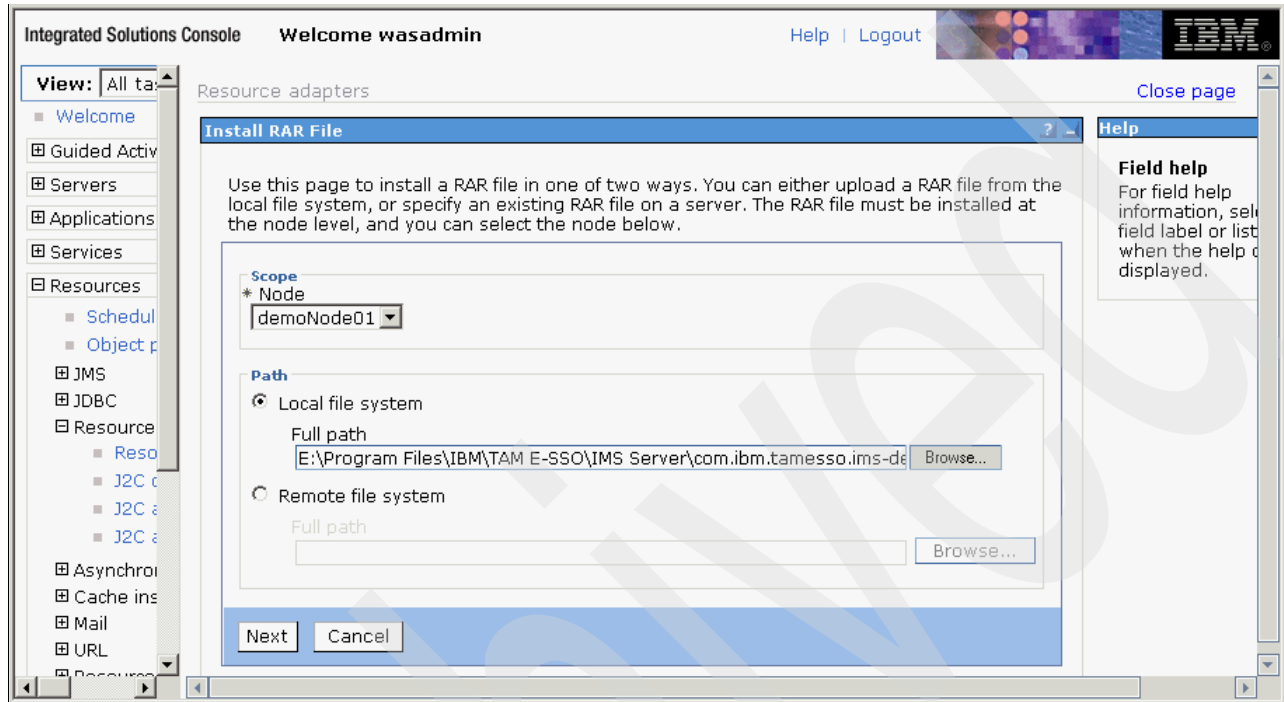 Integrated Solutions Console Welcome wasadmin Help | Logout IBM®
View: All tas
Welcome
Guided Activ
Servers
Applications
Services
Resources
Schedul
Object p
JMS
JDBC
Resource
Reso
J2C c
J2C a
J2C a
Asynchro
Cache ins
Mail
URL
Resource
Resource adapters Close page
Install RAR File ? -
Use this page to install a RAR file in one of two ways. You can either upload a RAR file from the
local file system, or specify an existing RAR file on a server. The RAR file must be installed at
the node level, and you can select the node below.
Scope
* Node
demoNode01
Path
Local file system
Full path
E:\Program Files\IBM\TAM E-SSO\IMS Server\com.ibm.tamesso.ims-de Browse...
Remote file system
Full path
Browse...
Next Cancel
Help
Field help
For field help
information, sel
field label or list
when the help c
displayed.